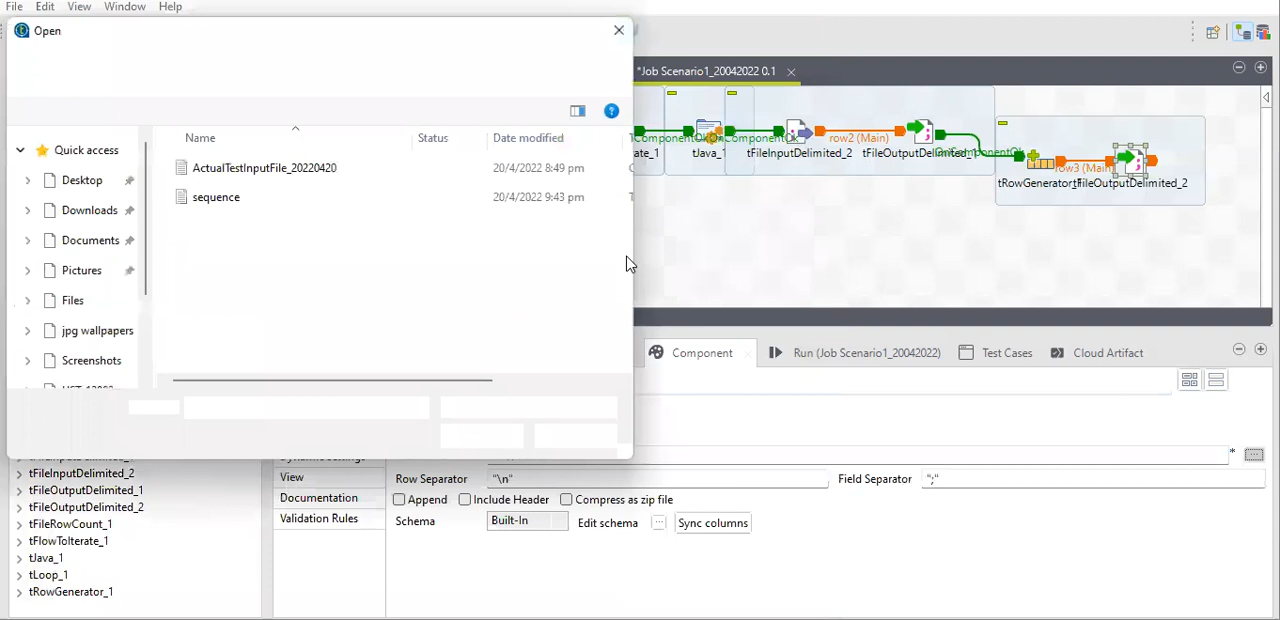 File Edit View Window Help
Open
*Job Scenario1_20042022 0.1
Name Status Date modified
Quick access
ActualTestInputFile_20220420 20/4/2022 8:49 pm
Desktop
sequence 20/4/2022 9:43 pm
Downloads
Documents
Pictures
Files
jpg wallpapers
Screenshots
rate_1 tJava_1 tFileInputDelimited_2 row2 (Main)
row3 (Main)
tFileOutputDelimited_2
Component Run (Job Scenario1_20042022) Test Cases Cloud Artifact
*
tFileInputDelimited_2
View
Row Separator "\n" Field Separator ";"
tFileOutputDelimited_1
Documentation
Append Include Header Compress as zip file
tFileOutputDelimited_2
Validation Rules
Schema Built-In Edit schema ... Sync columns
tFileRowCount_1
tFlowToIterate_1
tJava_1
tLoop_1
tRowGenerator_1